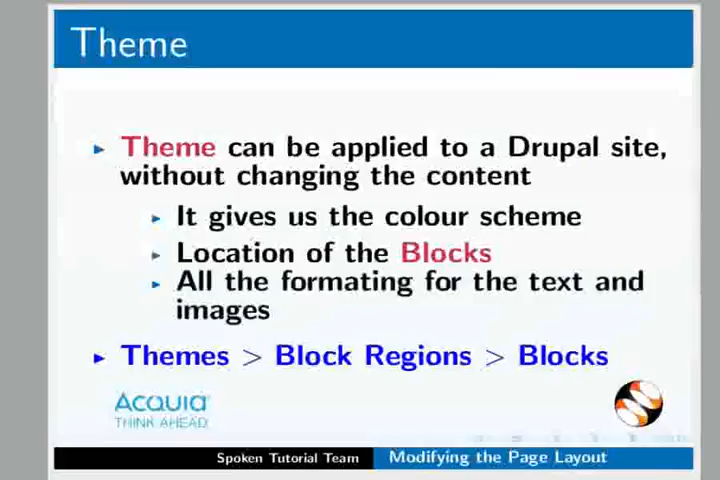 Theme
Theme can be applied to a Drupal site,
without changing the content
It gives us the colour scheme
Location of the Blocks
All the formating for the text and
images
Themes > Block Regions > Blocks
Acquia
THINK AHEAD
Spoken Tutorial Team
Modifying the Page Layout